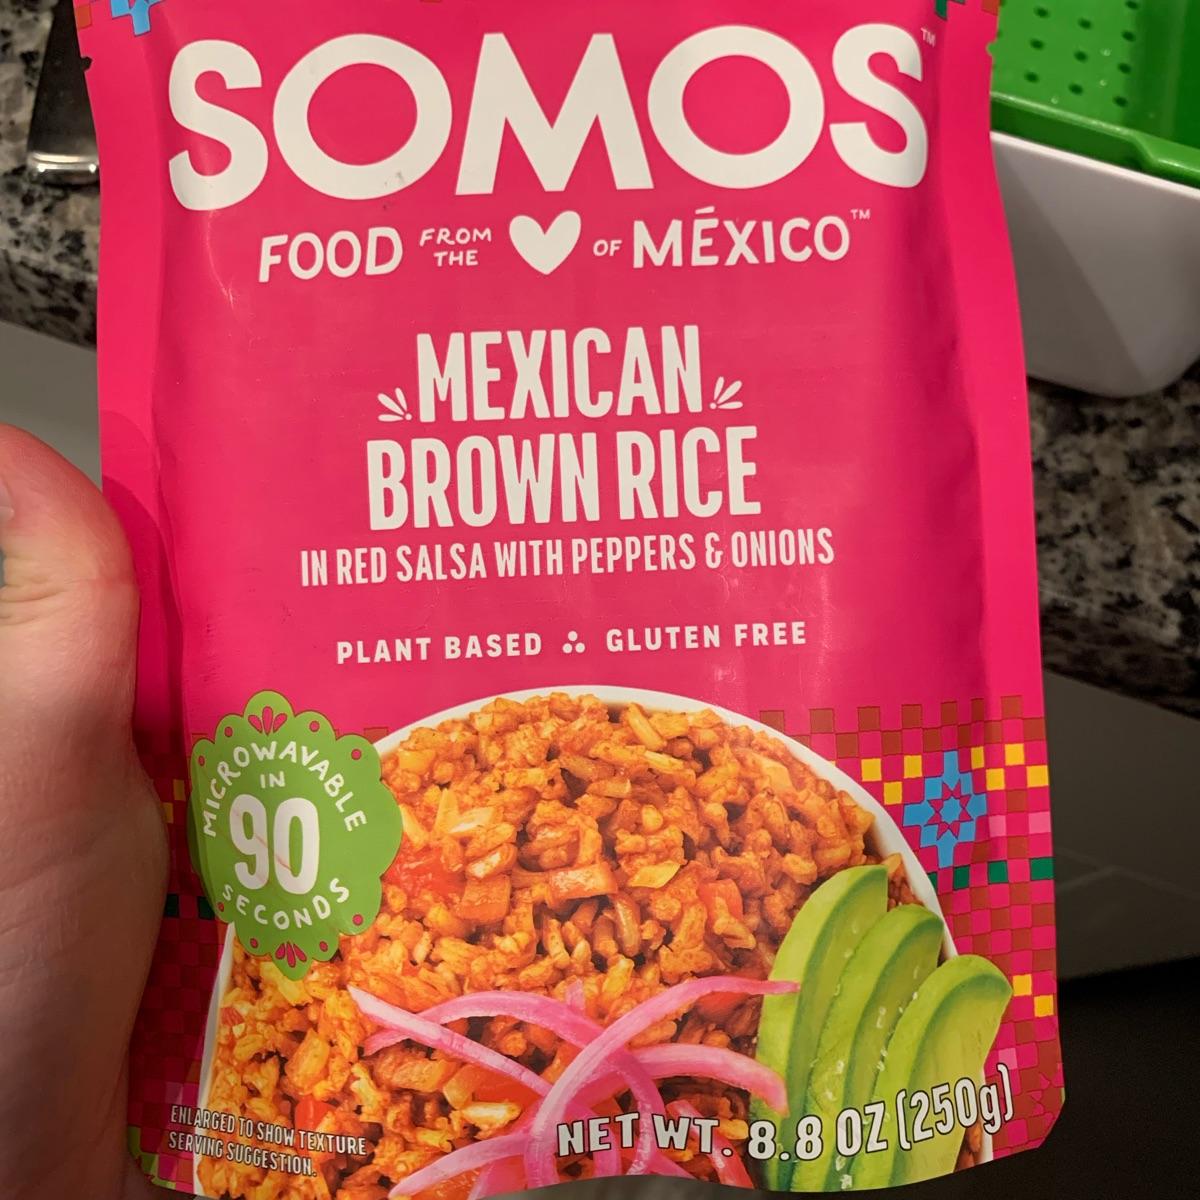 SOMOS™
FOOD FROM THE OF MÉXICO™
MEXICAN
BROWN RICE
IN RED SALSA WITH PEPPERS & ONIONS
PLANT BASED GLUTEN FREE
MICROWAVABLE
IN
90
SECONDS
ENLARGED TO SHOW TEXTURE
SERVING SUGGESTION.
NET WT. 8.8 OZ (250g)